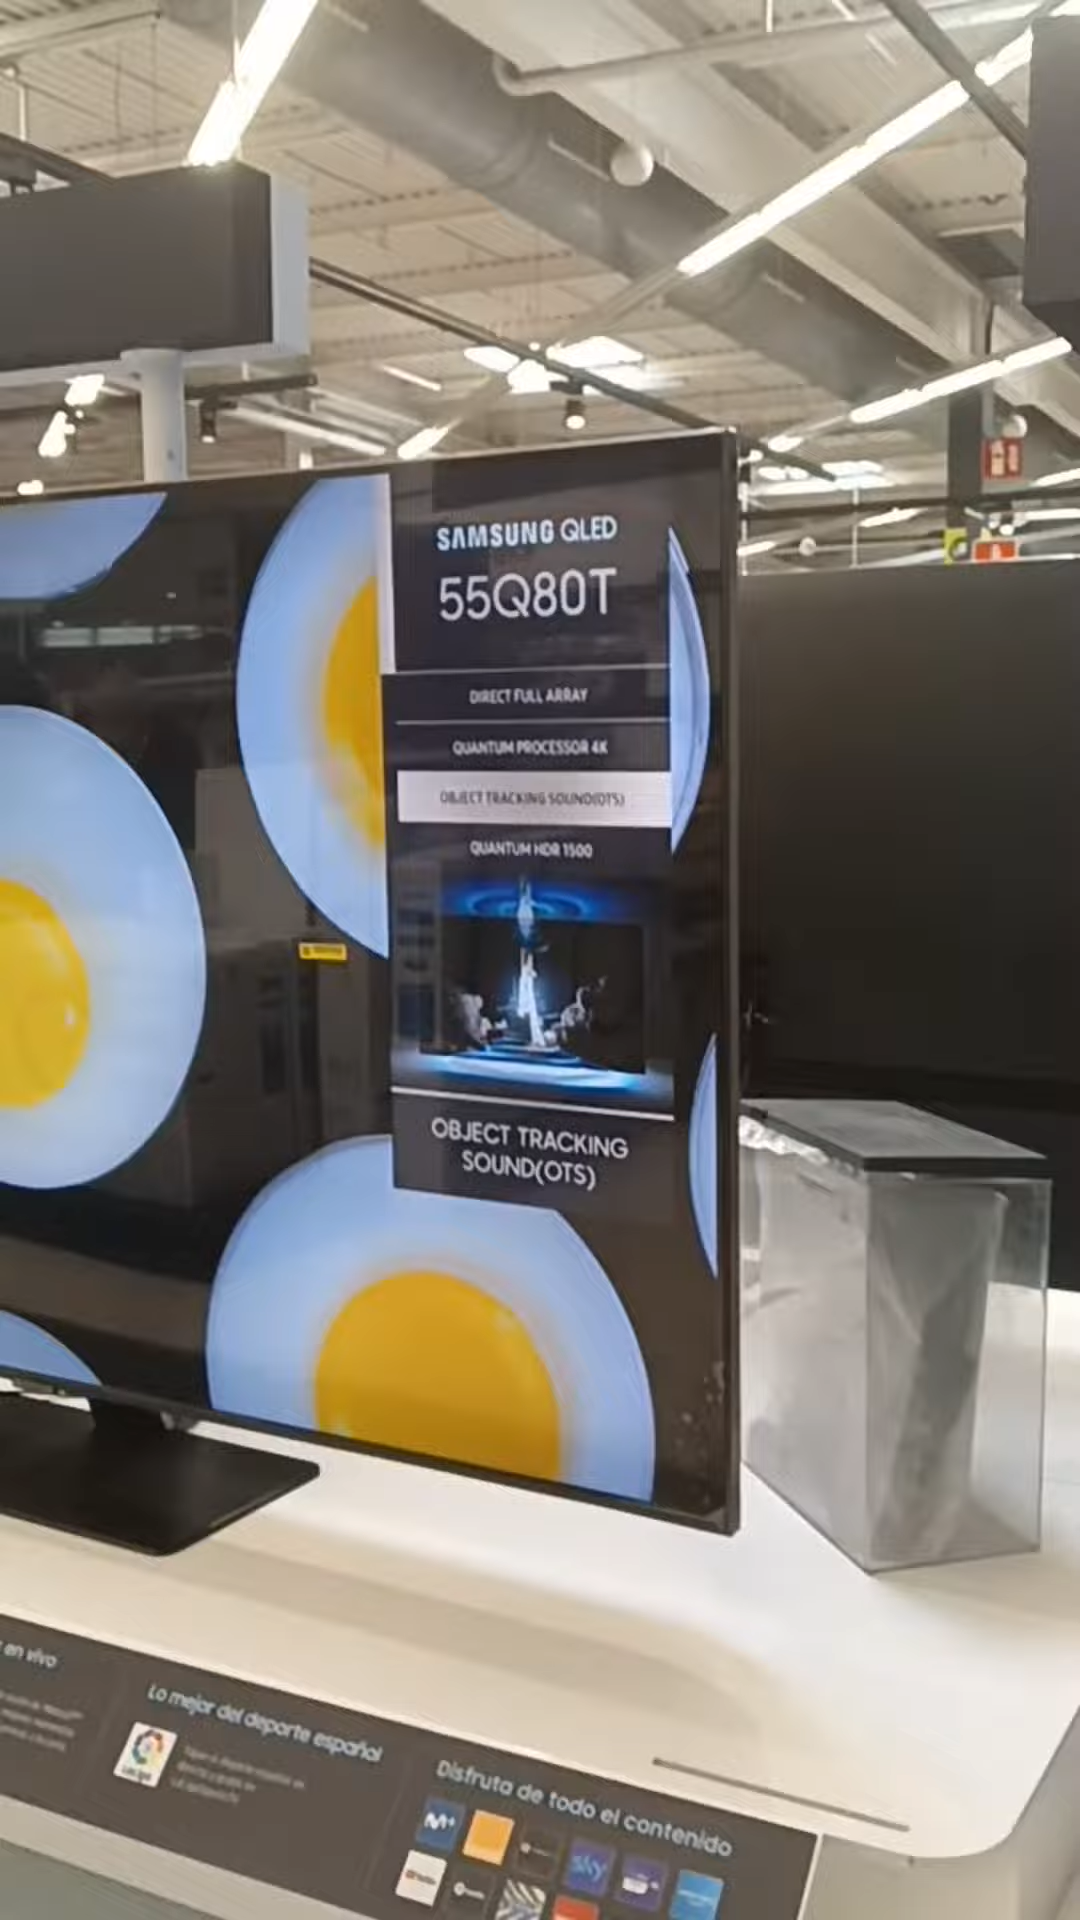 SAMSUNG QLED
55Q80T
DIRECT FULL ARRAY
QUANTUM PROCESSOR 4K
OBJECT TRACKING SOUND(OTS)
QUANTUM HDR 1500
OBJECT TRACKING
SOUND(OTS)
en vivo
Lo mejor del deporte español
Disfruta de todo el contenido
M+
sky